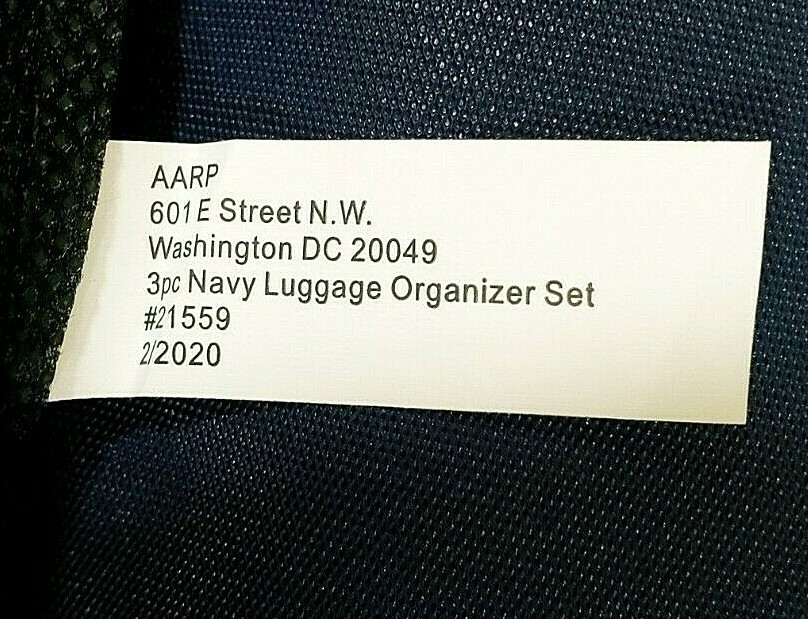 AARP
601 E Street N.W.
Washington DC 20049
3pc Navy Luggage Organizer Set
#21559
2/2020